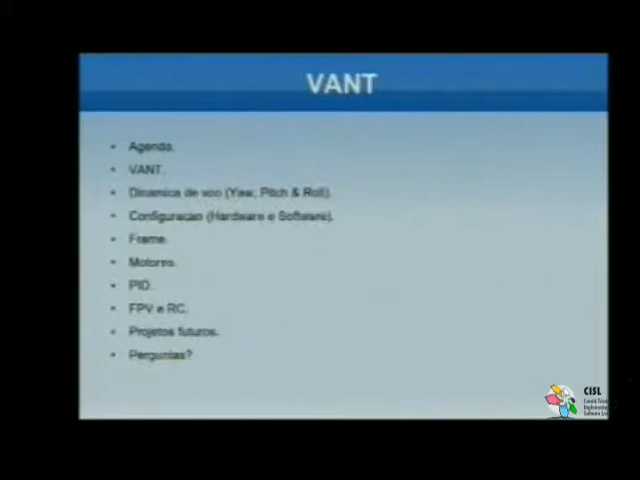 VANT
Agenda.
VANT.
Dinamica de voo (Yaw, Pitch & Roll).
Configuraçao (Hardware e Software).
Frame.
Motores.
PID.
FPV e RC.
Projetos futuros.
Perguntas?
CISL